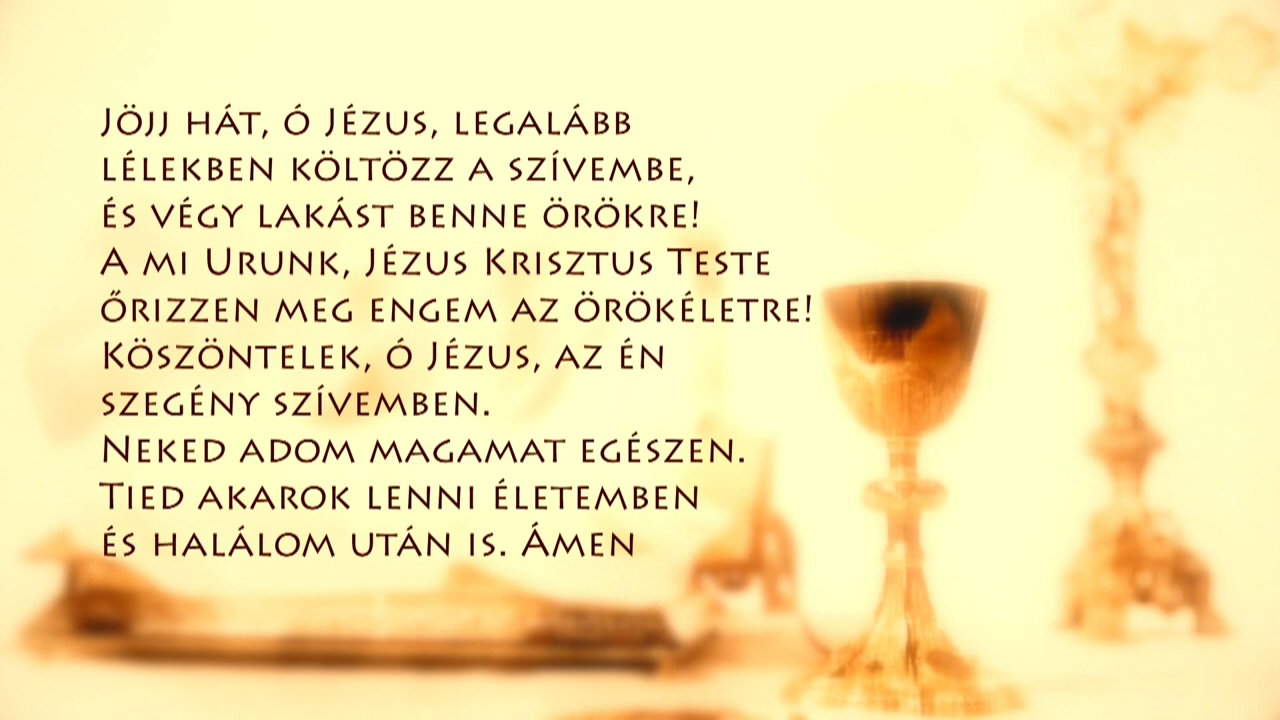 Jöjj hát, ó Jézus, legalább
lélekben költözz a szívembe,
és végy lakást benne örökre!
A mi Urunk, Jézus Krisztus Teste
őrizzen meg engem az örökéletre!
Köszöntelek, ó Jézus, az én
szegény szívemben.
Neked adom magamat egészen.
Tied akarok lenni életemben
és halálom után is. Ámen